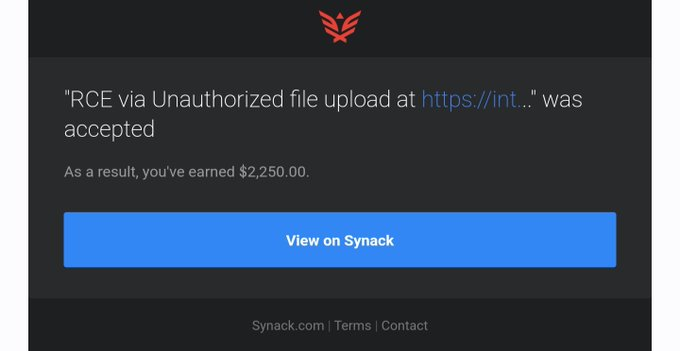 "RCE via Unauthorized file upload at https://int..." was
accepted
As a result, you've earned $2,250.00.
View on Synack
Synack.com | Terms | Contact